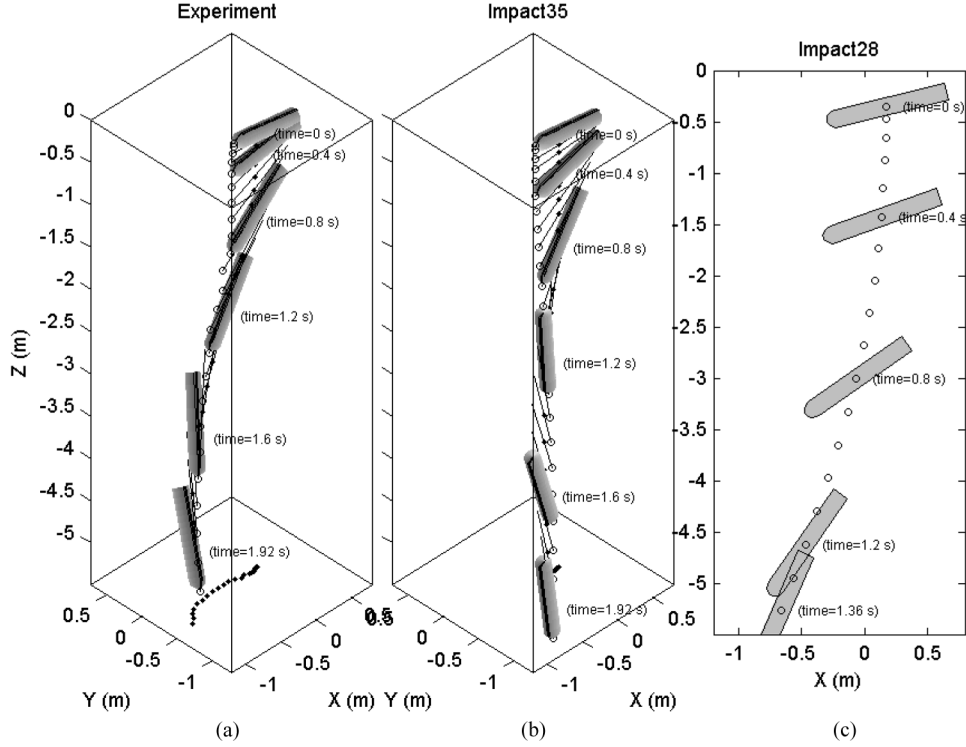 Experiment
Impact35
Impact28
0
-0.5
-1
-1.5
-2
-2.5
-3
-3.5
-4
-4.5
-5
Z (m)
(time=0 s)
(time=0.4 s)
(time=0.8 s)
(time=1.2 s)
(time=1.6 s)
(time=1.92 s)
0.5
0
-0.5
-1
Y (m)
-1
-0.5
0
0.5
X (m)
(a)
(time=0 s)
(time=0.4 s)
(time=0.8 s)
(time=1.2 s)
(time=1.6 s)
(time=1.92 s)
0.5
0
-0.5
-1
Y (m)
-1
-0.5
0
0.5
X (m)
(b)
0
-0.5
-1
-1.5
-2
-2.5
-3
-3.5
-4
-4.5
-5
(time=0 s)
(time=0.4 s)
(time=0.8 s)
(time=1.2 s)
(time=1.36 s)
-1
-0.5
0
0.5
X (m)
(c)